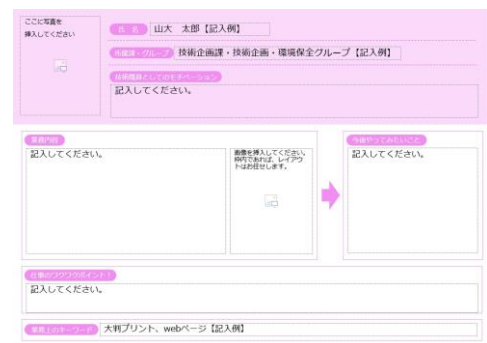 ここに写真を
挿入してください
氏 名 山大 太郎【記入例】
所属課・グループ 技術企画課・技術企画・環境保全グループ【記入例】
技術職員としてのモチベーション
記入してください。
業務内容
記入してください。
画像を挿入してください。
枠内であれば、レイアウ
トはお任せします。
今後やってみたいこと
記入してください。
仕事のワクワクポイント!
記入してください。
業務上のキーワード 大判プリント、webページ【記入例】